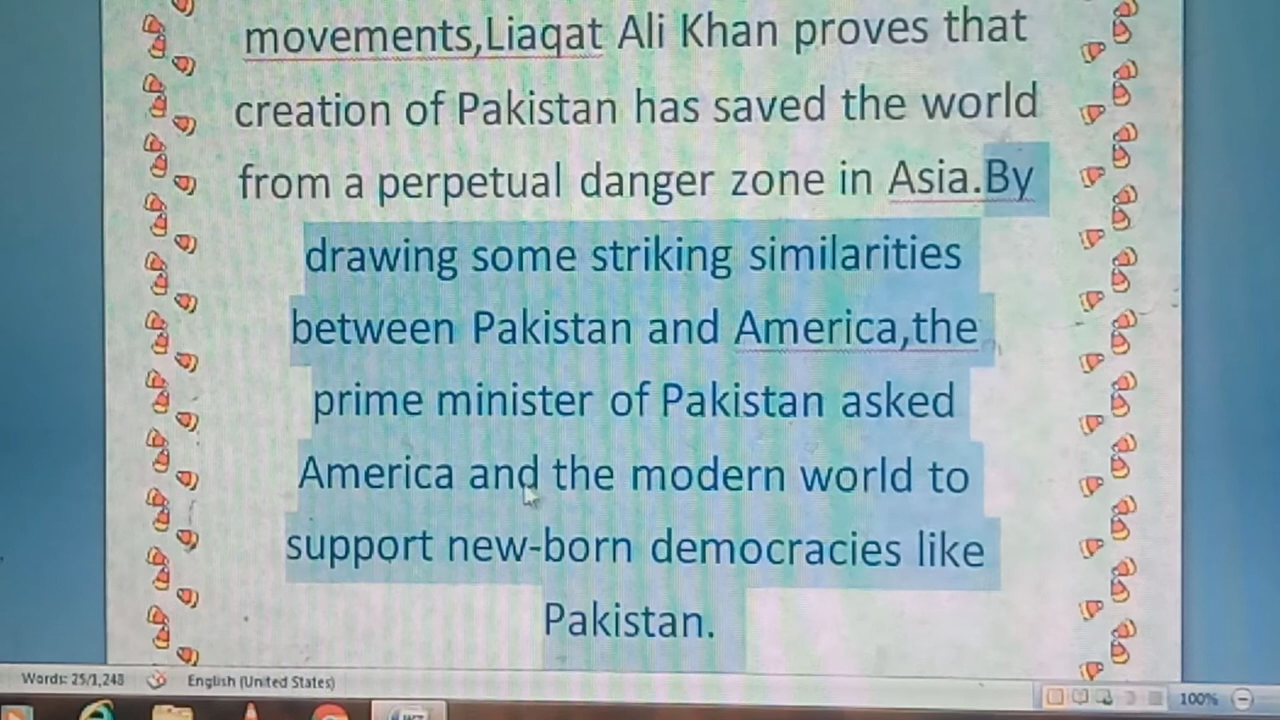 movements,Liaqat Ali Khan proves that
creation of Pakistan has saved the world
from a perpetual danger zone in Asia.By
drawing some striking similarities
between Pakistan and America,the
prime minister of Pakistan asked
America and the modern world to
support new-born democracies like
Pakistan.
Words: 25/1,248 English (United States) 100%